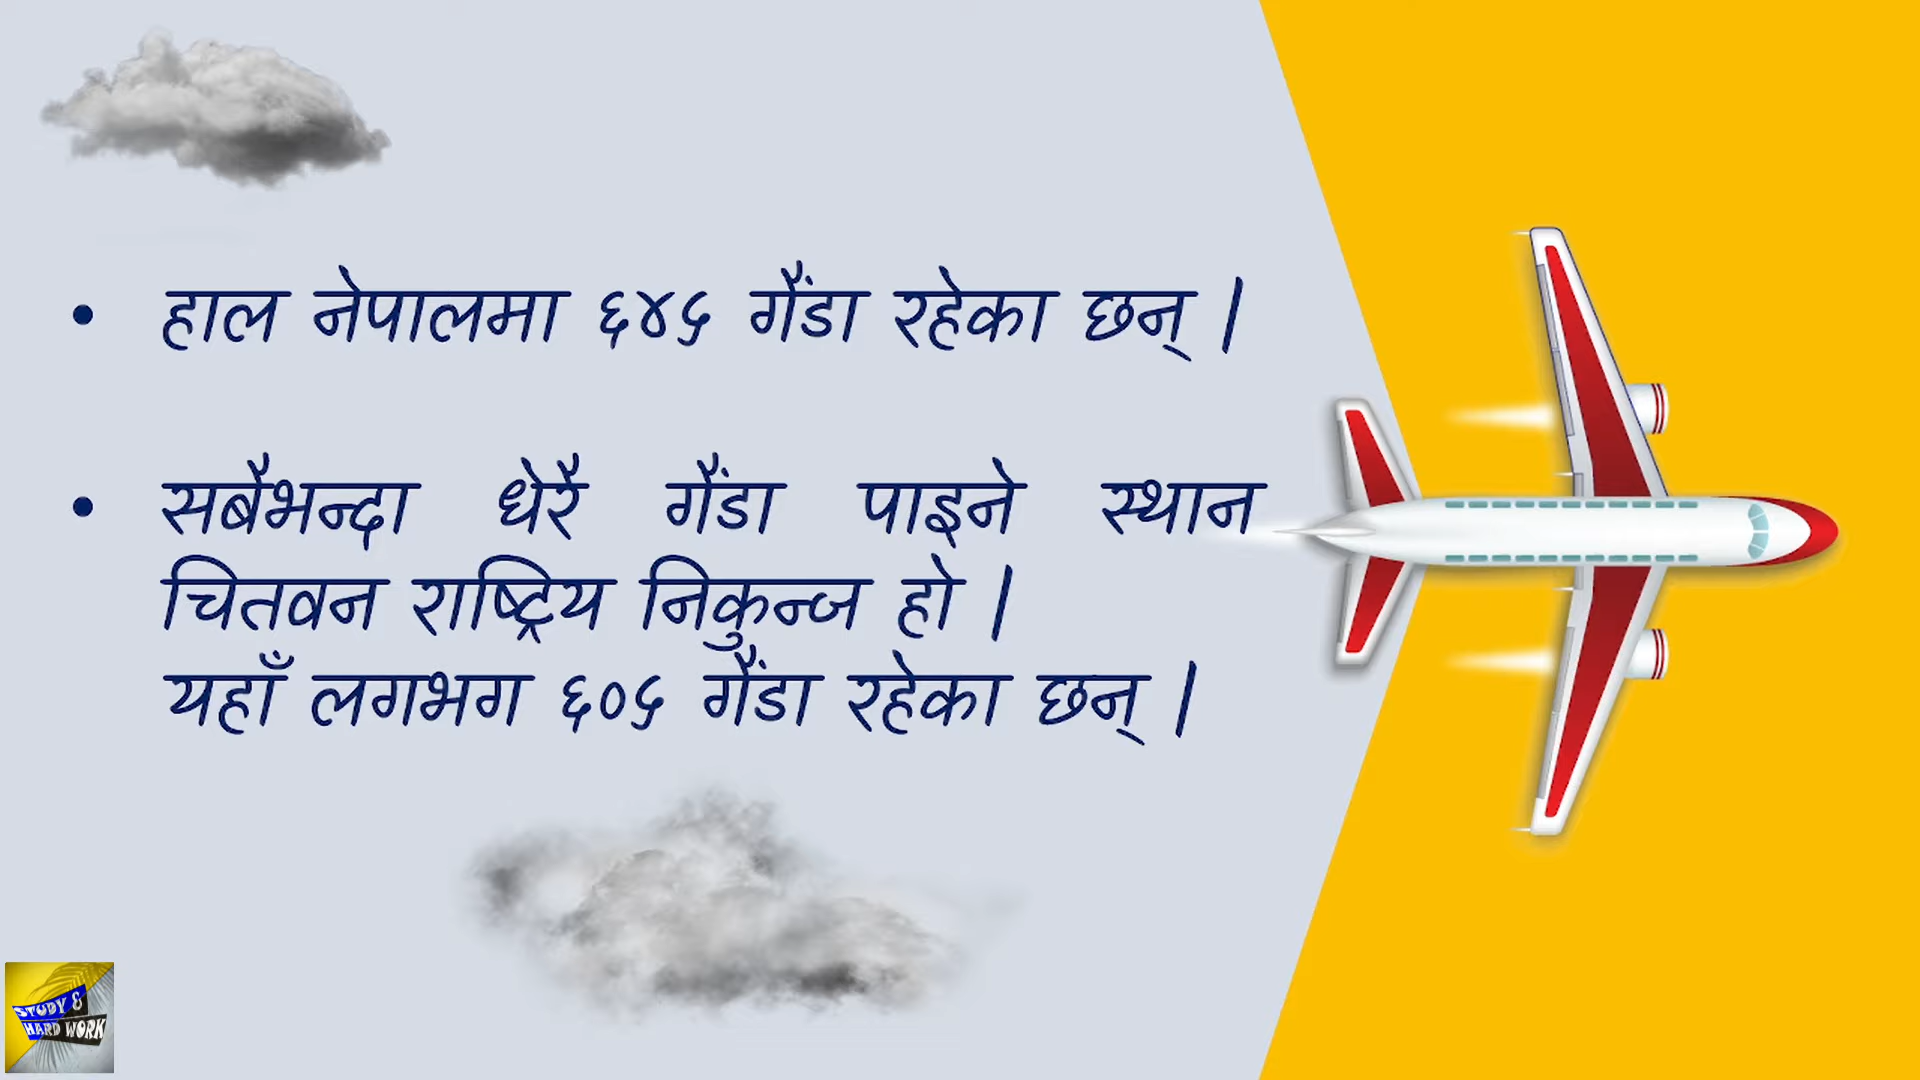 • हाल नेपालमा ६४५ गैंडा रहेका छन् |
• सबैभन्दा धेरै गैंडा पाइने स्थान
चितवन राष्ट्रिय निकुन्ज हो |
यहाँ लगभग ६०५ गैंडा रहेका छन् |
STUDY &
HARD WORK